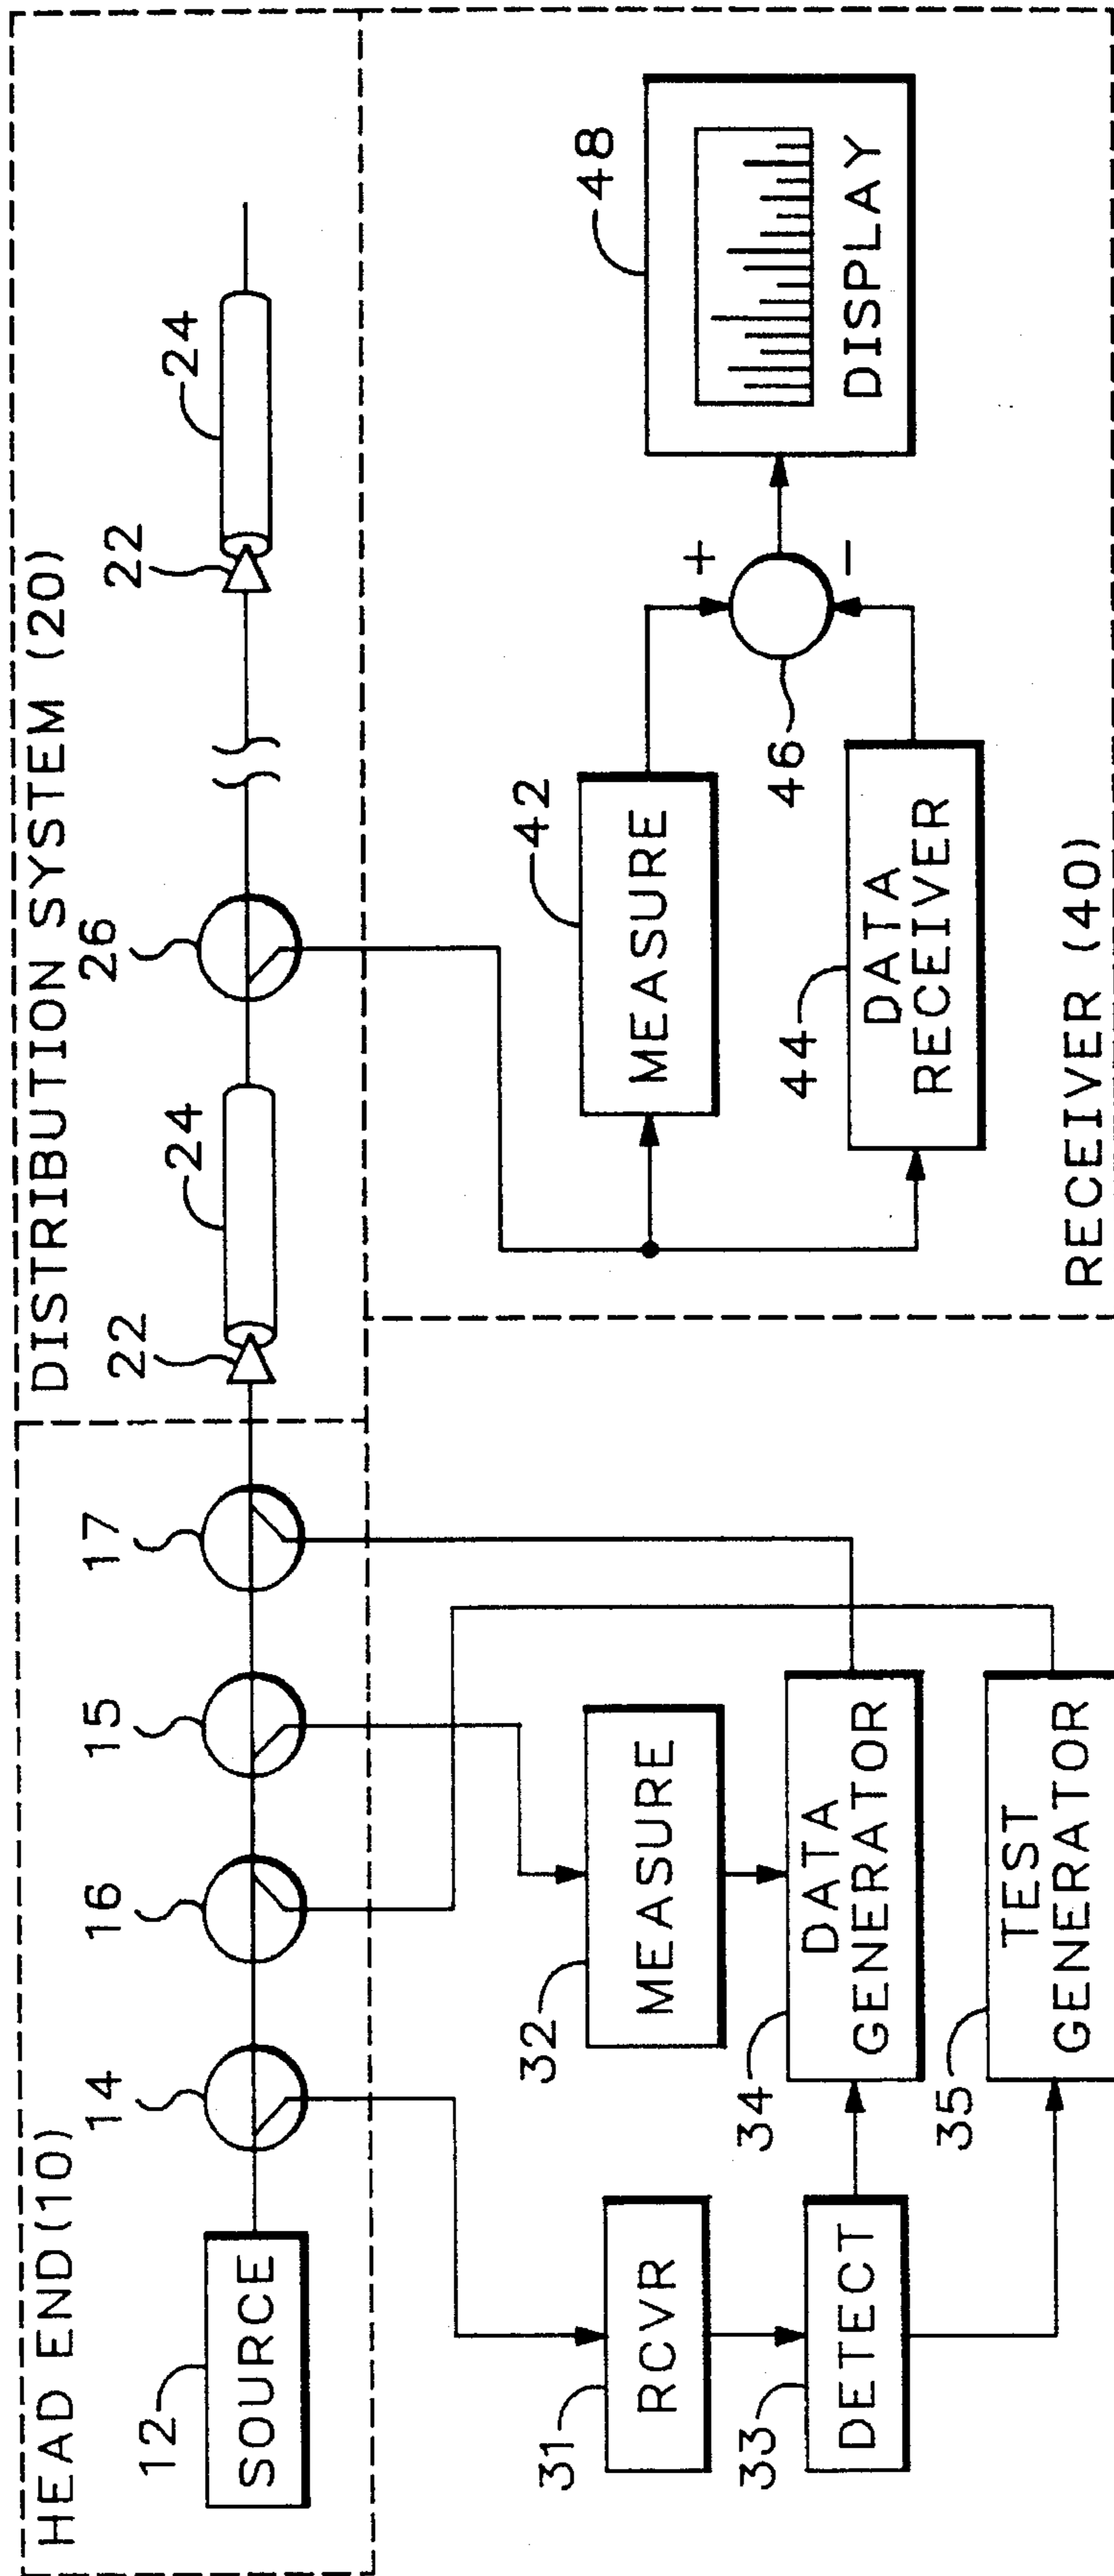 HEAD END(10)
DISTRIBUTION SYSTEM (20)
12
14
16
15
17
22
24
26
22
24
SOURCE
31
RCVR
32
MEASURE
33
DETECT
34
DATA
GENERATOR
35
TEST
GENERATOR
42
MEASURE
44
DATA
RECEIVER
46
+
−
48
DISPLAY
RECEIVER (40)